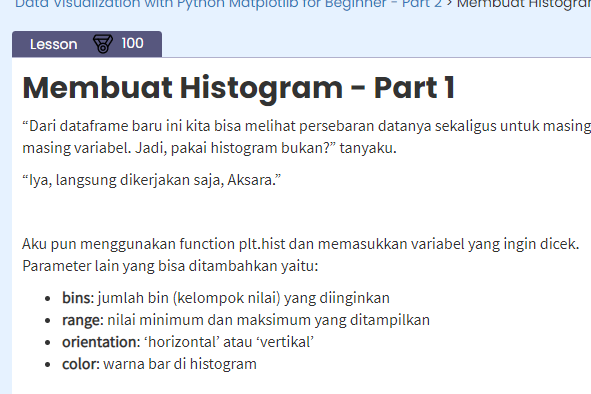 Data Visualization with Python Matplotlib for Beginner - Part 2 > Membuat
Lesson 100
Membuat Histogram - Part 1
“Dari dataframe baru ini kita bisa melihat persebaran datanya sekaligus untuk masing
masing variabel. Jadi, pakai histogram bukan?” tanyaku.
“Iya, langsung dikerjakan saja, Aksara.”
Aku pun menggunakan function plt.hist dan memasukkan variabel yang ingin dicek.
Parameter lain yang bisa ditambahkan yaitu:
• bins: jumlah bin (kelompok nilai) yang diinginkan
• range: nilai minimum dan maksimum yang ditampilkan
• orientation: ‘horizontal’ atau ‘vertikal’
• color: warna bar di histogram